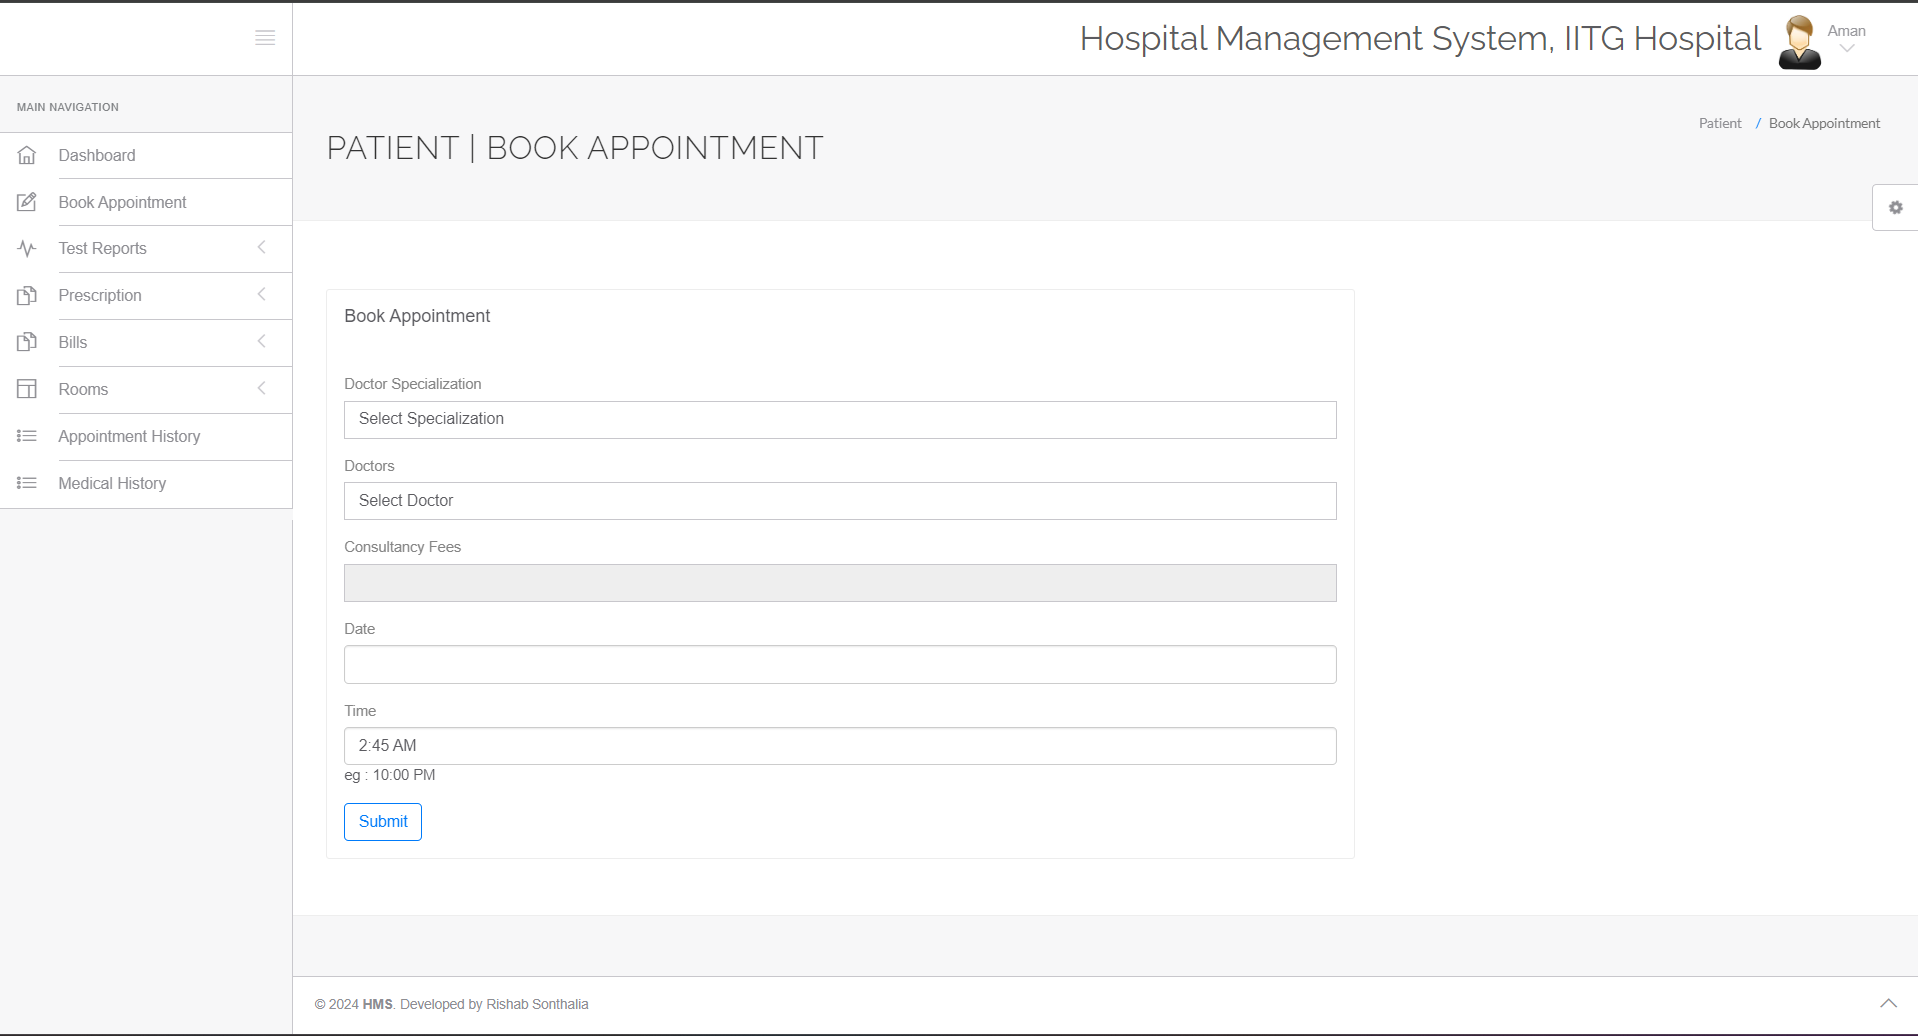 Hospital Management System, IITG Hospital
Aman
MAIN NAVIGATION
Dashboard
Book Appointment
Test Reports
Prescription
Bills
Rooms
Appointment History
Medical History
PATIENT | BOOK APPOINTMENT
Patient / Book Appointment
Book Appointment
Doctor Specialization
Select Specialization
Doctors
Select Doctor
Consultancy Fees
Date
Time
2:45 AM
eg : 10:00 PM
Submit
© 2024 HMS. Developed by Rishab Sonthalia